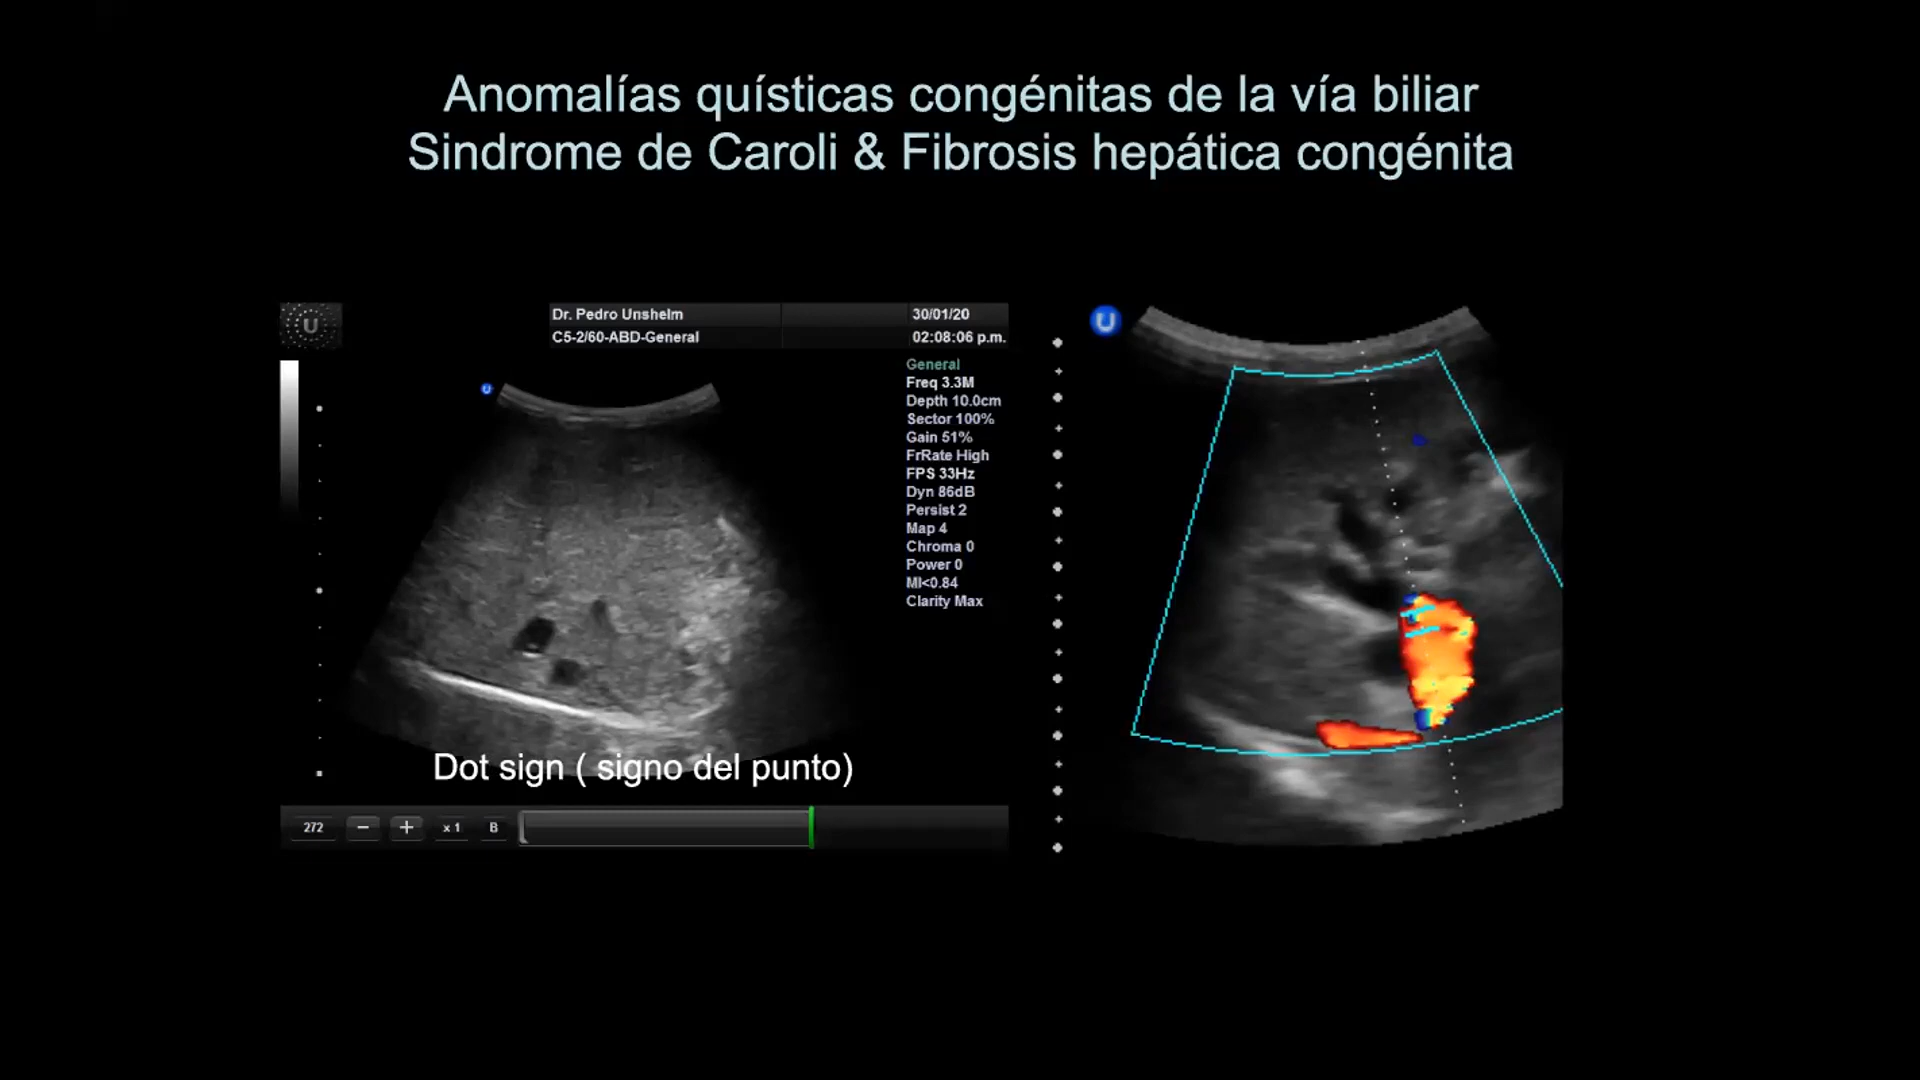 Anomalías quísticas congénitas de la vía biliar
Sindrome de Caroli & Fibrosis hepática congénita
U
Dr. Pedro Unshelm 30/01/20
C5-2/60-ABD-General 02:08:06 p.m.
General
Freq 3.3M
Depth 10.0cm
Sector 100%
Gain 51%
FrRate High
FPS 33Hz
Dyn 86dB
Persist 2
Map 4
Chroma 0
Power 0
MI<0.84
Clarity Max
U
U
Dot sign ( signo del punto)
272 − + x 1 B